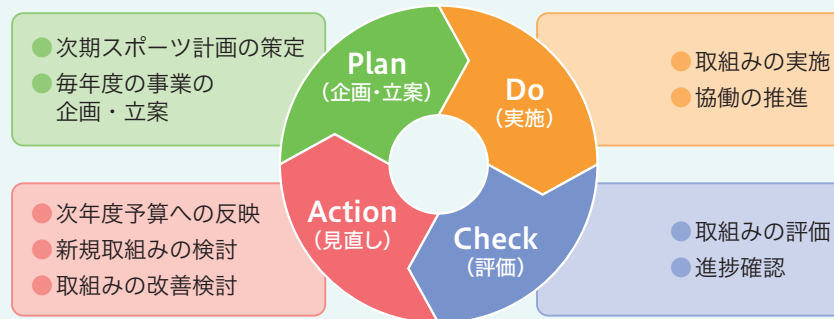 次期スポーツ計画の策定
毎年度の事業の
企画・立案
Plan
(企画・立案)
Do
(実施)
取組みの実施
協働の推進
次年度予算への反映
新規取組みの検討
取組みの改善検討
Action
(見直し)
Check
(評価)
取組みの評価
進捗確認